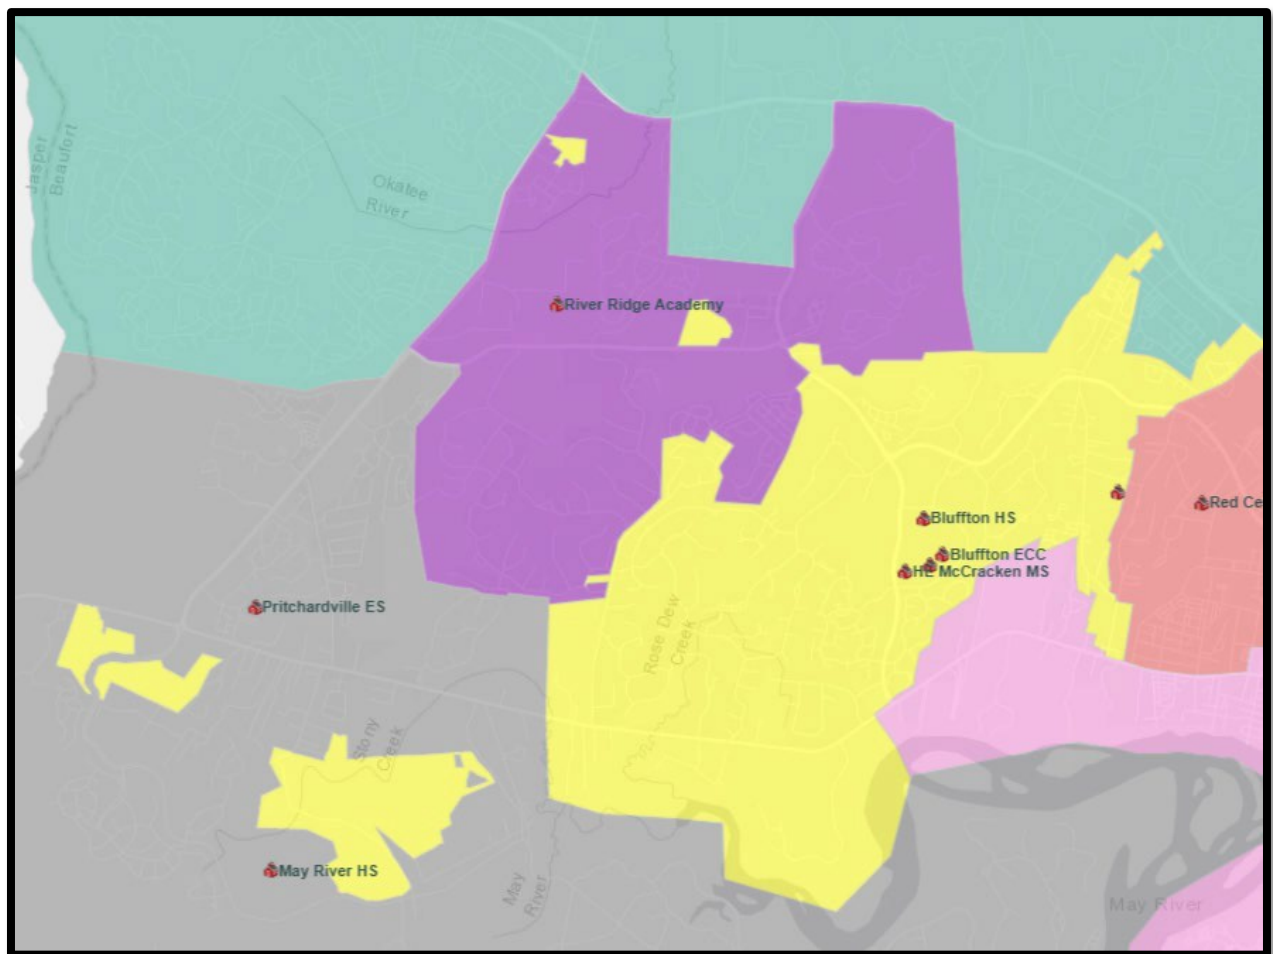 Jasper
Beaufort
Okatee
River
River Ridge Academy
Red Ce
Bluffton HS
Bluffton ECC
HE McCracken MS
Pritchardville ES
Rose Dew
Creek
Stony
Creek
May River HS
May
River
May River